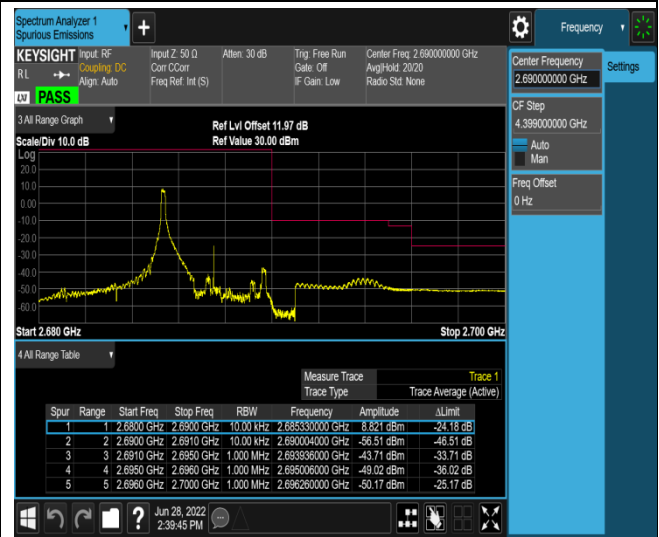 Spectrum Analyzer 1
Spurious Emissions
Frequency
KEYSIGHT
RL
LXI
PASS
Input: RF
Coupling: DC
Align: Auto
Input Z: 50 Ω
Corr CCorr
Freq Ref: Int (S)
Atten: 30 dB
Trig: Free Run
Gate: Off
IF Gain: Low
Center Freq: 2.690000000 GHz
Avg|Hold: 20/20
Radio Std: None
Center Frequency
2.690000000 GHz
Settings
CF Step
4.399000000 GHz
Auto
Man
Freq Offset
0 Hz
3 All Range Graph
Scale/Div 10.0 dB
Ref Lvl Offset 11.97 dB
Ref Value 30.00 dBm
Log
20.0
10.0
0.00
-10.0
-20.0
-30.0
-40.0
-50.0
-60.0
Start 2.680 GHz
Stop 2.700 GHz
4 All Range Table
Measure Trace Trace 1
Trace Type Trace Average (Active)
Spur Range Start Freq Stop Freq RBW Frequency Amplitude ΔLimit
1 1 2.6800 GHz 2.6900 GHz 10.00 kHz 2.685330000 GHz 8.821 dBm -24.18 dB
2 2 2.6900 GHz 2.6910 GHz 10.00 kHz 2.690004000 GHz -56.51 dBm -46.51 dB
3 3 2.6910 GHz 2.6950 GHz 1.000 MHz 2.693936000 GHz -43.71 dBm -33.71 dB
4 4 2.6950 GHz 2.6960 GHz 1.000 MHz 2.695006000 GHz -49.02 dBm -36.02 dB
5 5 2.6960 GHz 2.7000 GHz 1.000 MHz 2.696260000 GHz -50.17 dBm -25.17 dB
Jun 28, 2022
2:39:45 PM